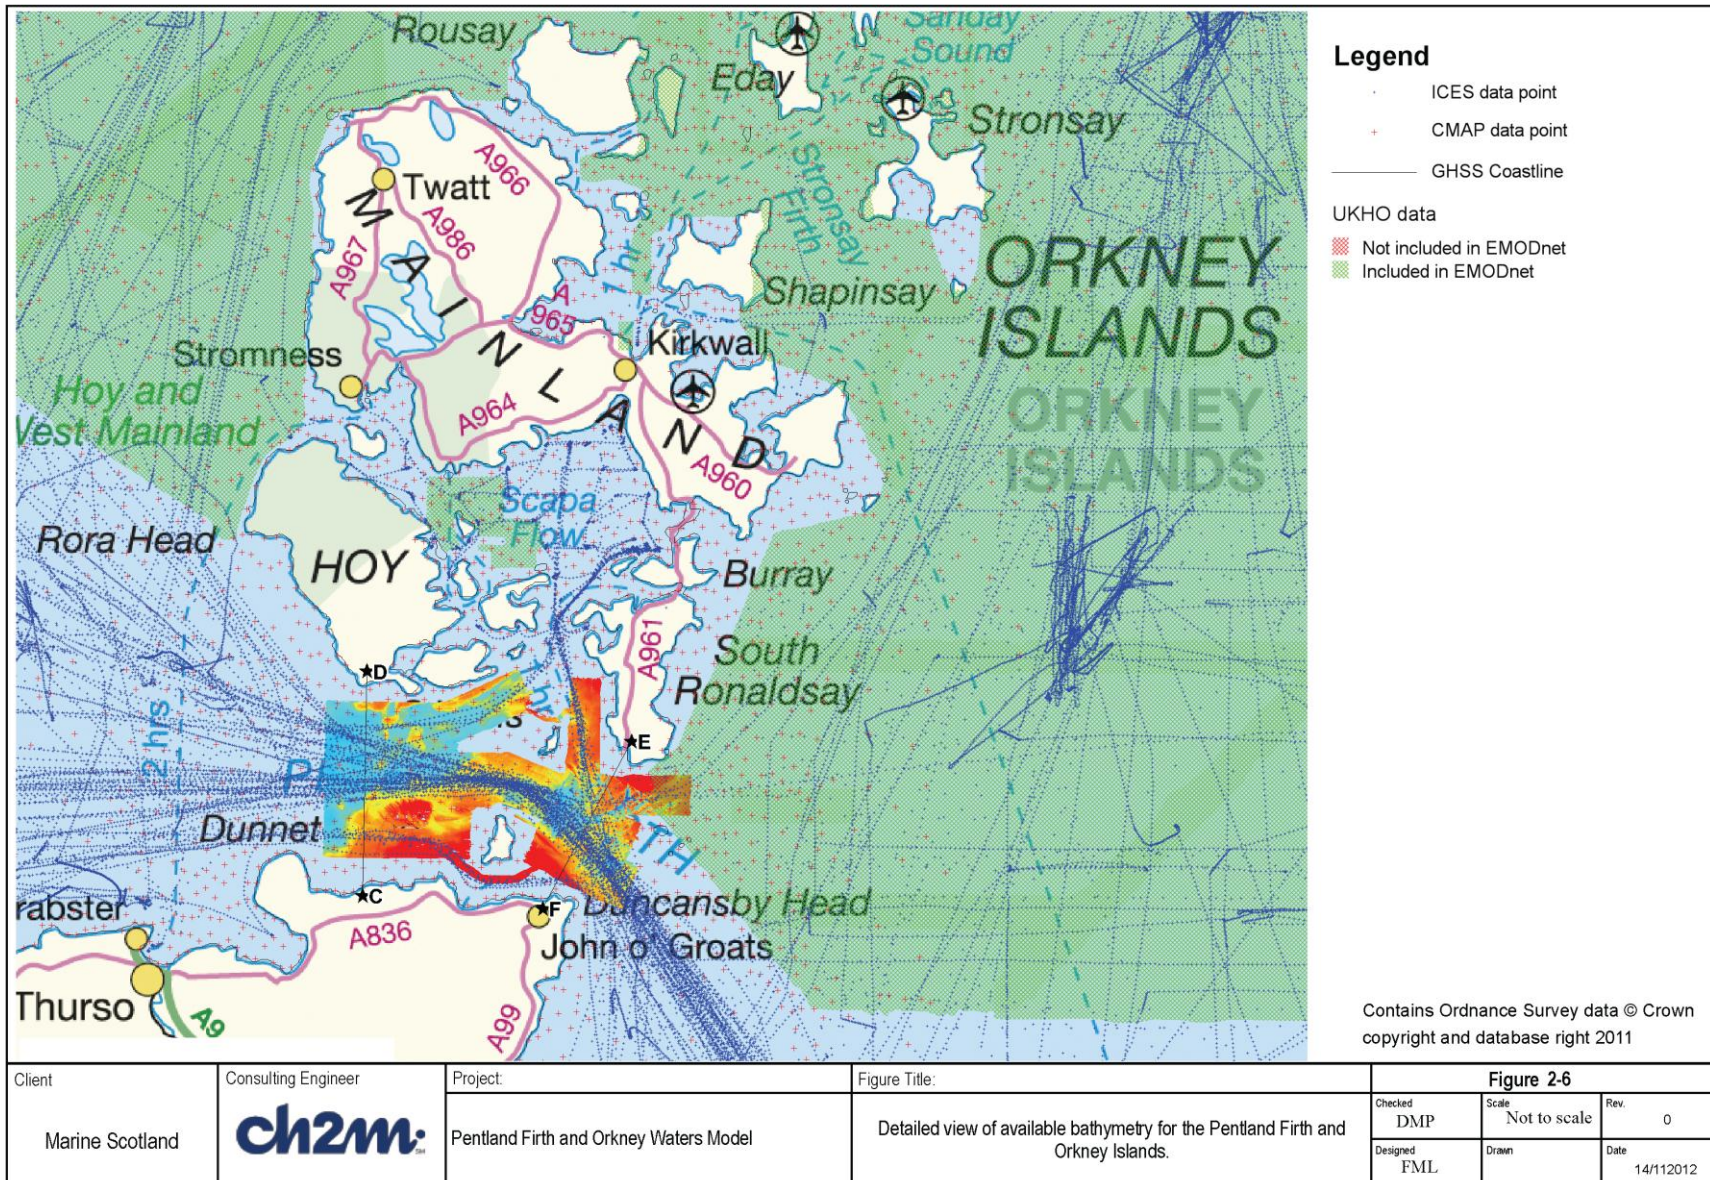 Rousay
Sanday
Sound
Eday
Stronsay
Twatt
A966
A986
A967
MAINLAND
Stronsay
Firth
1 hr
Shapinsay
A
965
ORKNEY
ISLANDS
Kirkwall
Stromness
ORKNEY
ISLANDS
Hoy and
West Mainland
A964
A960
Scapa
Flow
Rora Head
HOY
Burray
A961
South
Ronaldsay
D
1 hr
2 hrs
E
Dunnet
TH
C
F
Duncansby Head
rabster
A836
John o' Groats
Thurso
A9
A99
Legend
ICES data point
CMAP data point
GHSS Coastline
UKHO data
Not included in EMODnet
Included in EMODnet
Contains Ordnance Survey data © Crown
copyright and database right 2011
Client
Marine Scotland
Consulting Engineer
ch2m:
SM
Project:
Pentland Firth and Orkney Waters Model
Figure Title:
Detailed view of available bathymetry for the Pentland Firth and
Orkney Islands.
Figure 2-6
Checked
DMP
Scale
Not to scale
Rev.
0
Designed
FML
Drawn
Date
14/112012